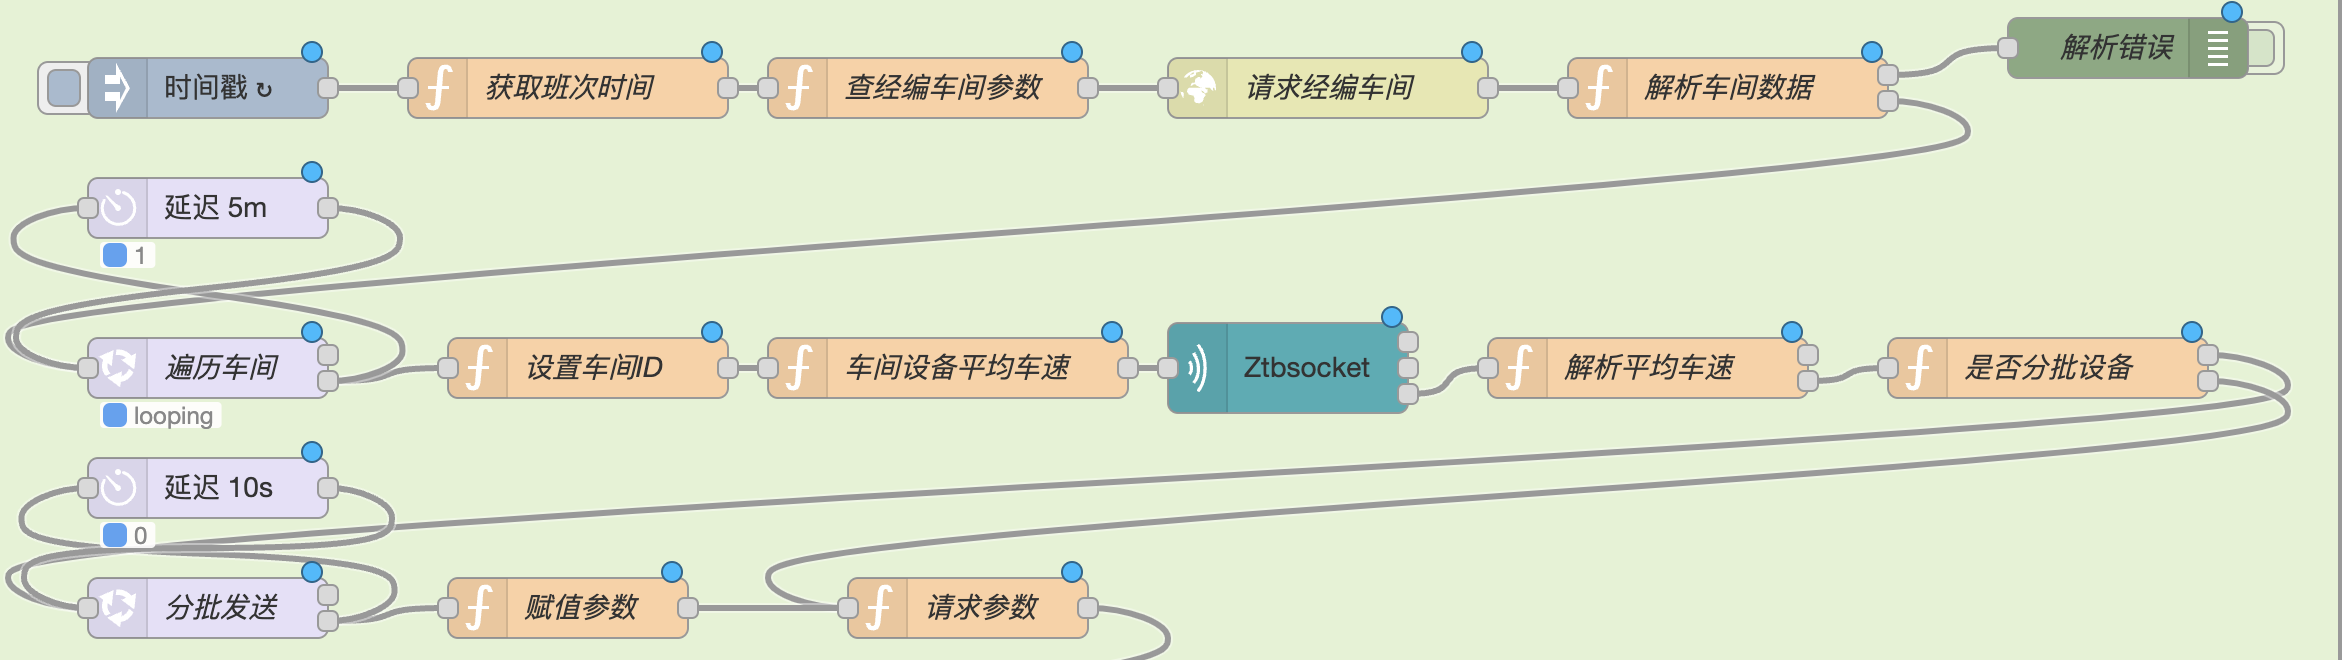 解析错误
时间戳 ↻
获取班次时间
查经编车间参数
请求经编车间
解析车间数据
延迟 5m
1
遍历车间
设置车间ID
车间设备平均车速
Ztbsocket
解析平均车速
是否分批设备
looping
延迟 10s
0
分批发送
赋值参数
请求参数